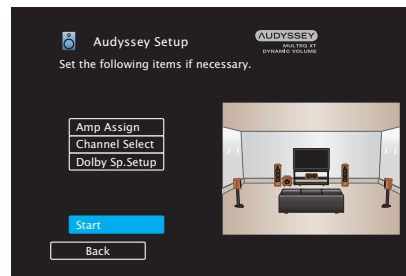 Audyssey Setup
AUDYSSEY
MULTEQ XT
DYNAMIC VOLUME
Set the following items if necessary.
Amp Assign
Channel Select
Dolby Sp.Setup
Start
Back